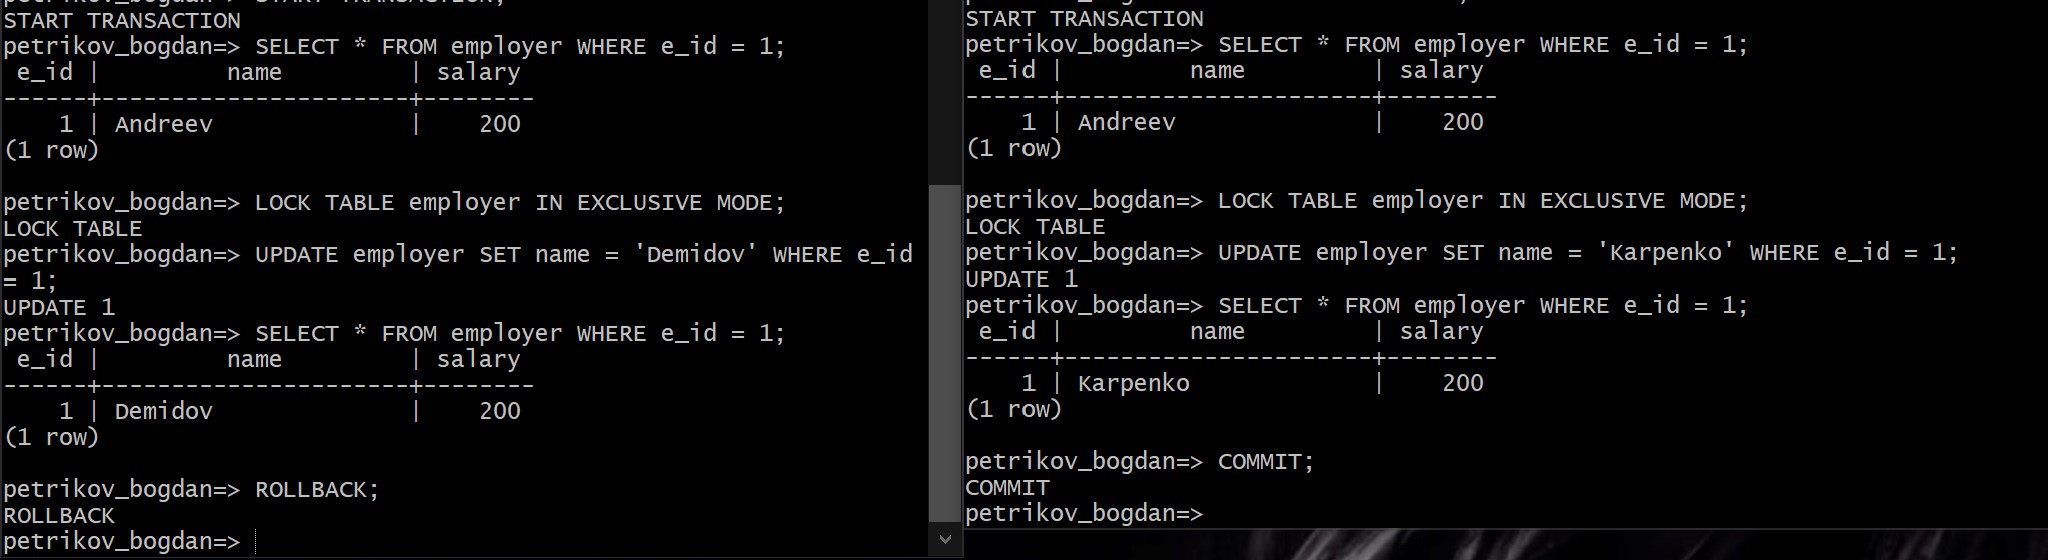 START TRANSACTION
petrikov_bogdan=> SELECT * FROM employer WHERE e_id = 1;
 e_id |         name         | salary
------+----------------------+--------
    1 | Andreev              |    200
(1 row)
petrikov_bogdan=> LOCK TABLE employer IN EXCLUSIVE MODE;
LOCK TABLE
petrikov_bogdan=> UPDATE employer SET name = 'Demidov' WHERE e_id
= 1;
UPDATE 1
petrikov_bogdan=> SELECT * FROM employer WHERE e_id = 1;
 e_id |         name         | salary
------+----------------------+--------
    1 | Demidov              |    200
(1 row)
petrikov_bogdan=> ROLLBACK;
ROLLBACK
petrikov_bogdan=>
START TRANSACTION
petrikov_bogdan=> SELECT * FROM employer WHERE e_id = 1;
 e_id |         name         | salary
------+----------------------+--------
    1 | Andreev              |    200
(1 row)
petrikov_bogdan=> LOCK TABLE employer IN EXCLUSIVE MODE;
LOCK TABLE
petrikov_bogdan=> UPDATE employer SET name = 'Karpenko' WHERE e_id = 1;
UPDATE 1
petrikov_bogdan=> SELECT * FROM employer WHERE e_id = 1;
 e_id |         name         | salary
------+----------------------+--------
    1 | Karpenko             |    200
(1 row)
petrikov_bogdan=> COMMIT;
COMMIT
petrikov_bogdan=>